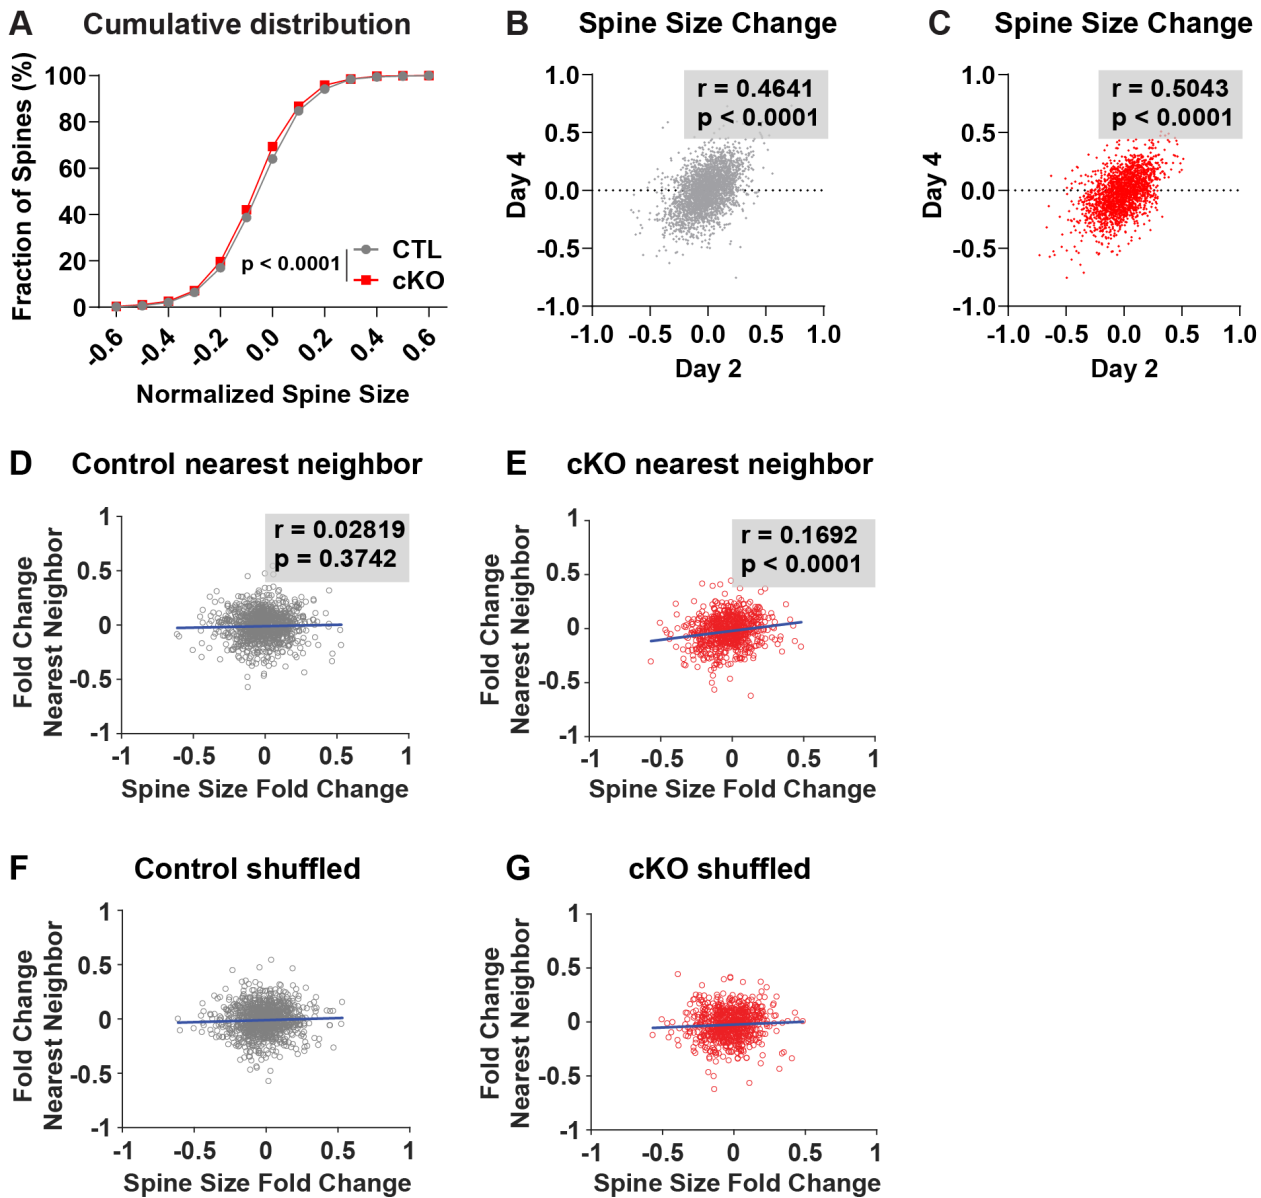 A Cumulative distribution
Fraction of Spines (%)
100
80
60
40
20
0
p < 0.0001
CTL
cKO
-0.6 -0.4 -0.2 0.0 0.2 0.4 0.6
Normalized Spine Size
B Spine Size Change
r = 0.4641
p < 0.0001
Day 4
1.0
0.5
0.0
-0.5
-1.0
-1.0 -0.5 0.0 0.5 1.0
Day 2
C Spine Size Change
r = 0.5043
p < 0.0001
Day 4
1.0
0.5
0.0
-0.5
-1.0
-1.0 -0.5 0.0 0.5 1.0
Day 2
D Control nearest neighbor
r = 0.02819
p = 0.3742
Fold Change
Nearest Neighbor
1
0.5
0
-0.5
-1
-1 -0.5 0 0.5 1
Spine Size Fold Change
E cKO nearest neighbor
r = 0.1692
p < 0.0001
Fold Change
Nearest Neighbor
1
0.5
0
-0.5
-1
-1 -0.5 0 0.5 1
Spine Size Fold Change
F Control shuffled
Fold Change
Nearest Neighbor
1
0.5
0
-0.5
-1
-1 -0.5 0 0.5 1
Spine Size Fold Change
G cKO shuffled
Fold Change
Nearest Neighbor
1
0.5
0
-0.5
-1
-1 -0.5 0 0.5 1
Spine Size Fold Change